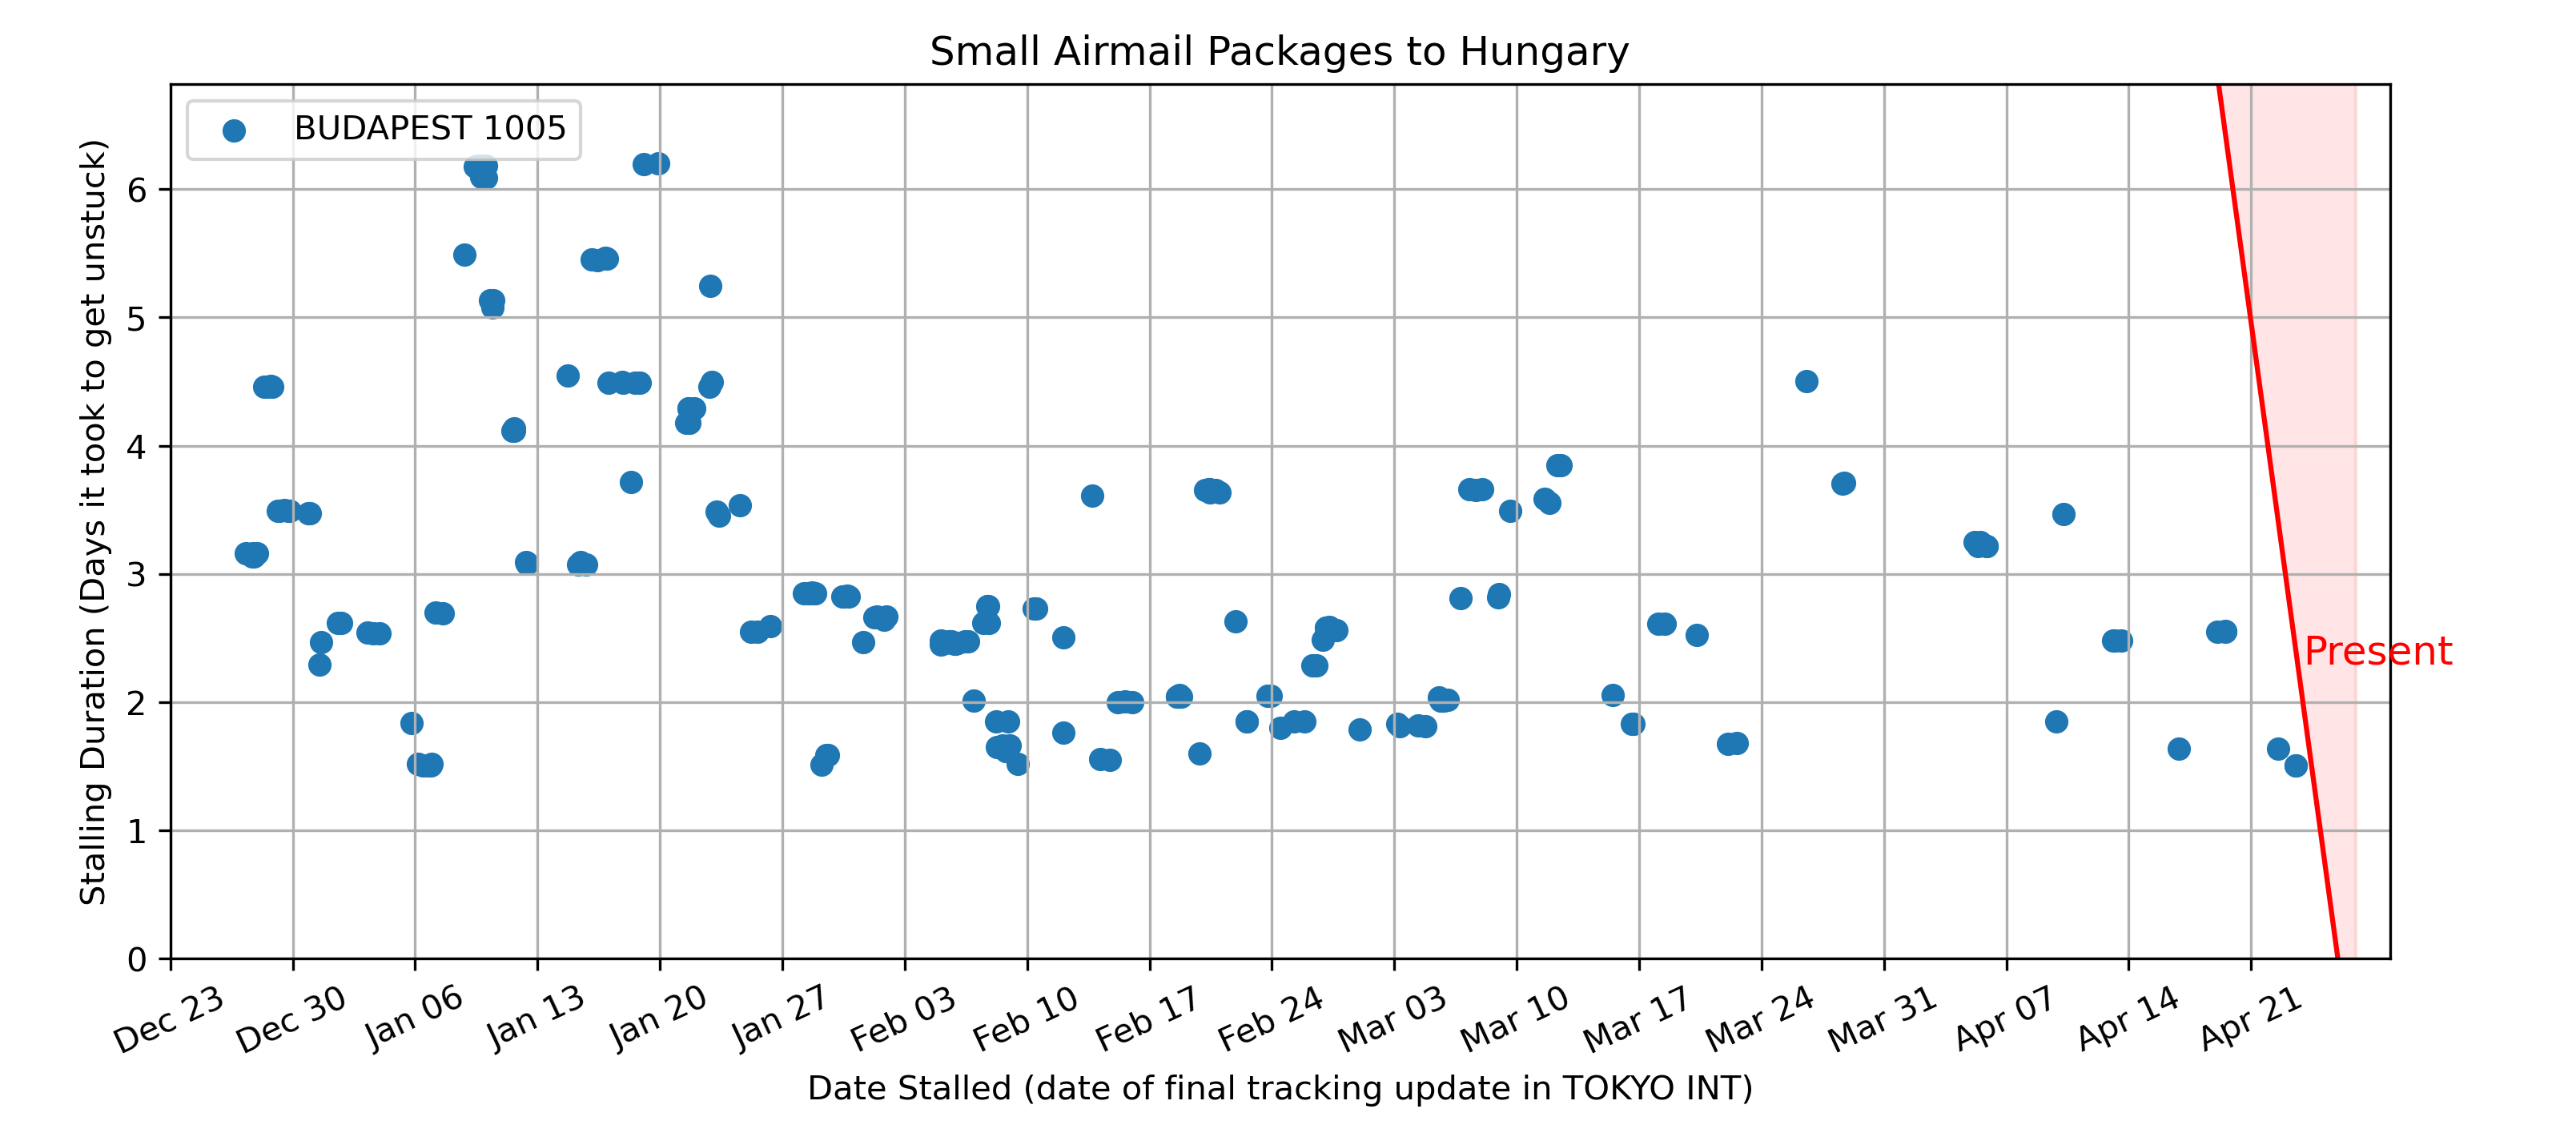 Small Airmail Packages to Hungary
BUDAPEST 1005
Stalling Duration (Days it took to get unstuck)
6
5
4
3
2
1
0
Present
Dec 23
Dec 30
Jan 06
Jan 13
Jan 20
Jan 27
Feb 03
Feb 10
Feb 17
Feb 24
Mar 03
Mar 10
Mar 17
Mar 24
Mar 31
Apr 07
Apr 14
Apr 21
Date Stalled (date of final tracking update in TOKYO INT)